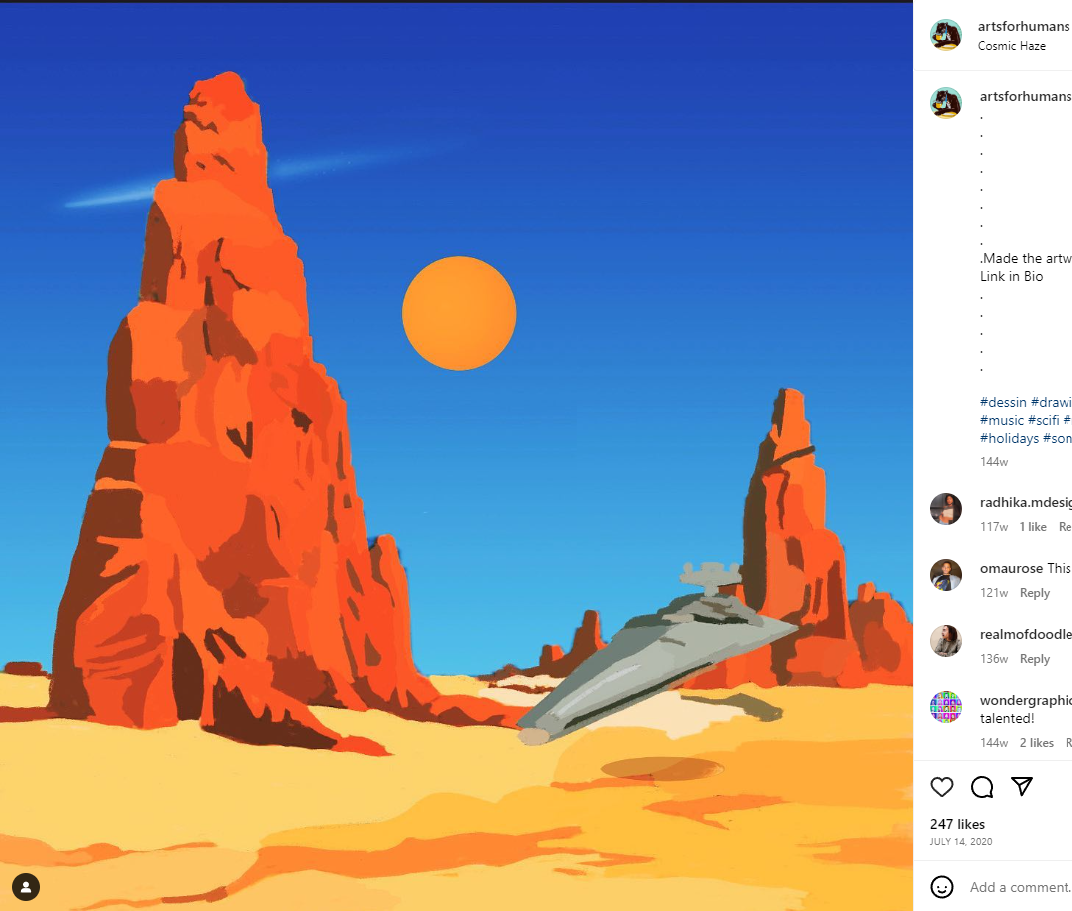 artsforhumans
Cosmic Haze
artsforhumans
.
.
.
.
.
.
.
.
.Made the artw
Link in Bio
.
.
.
.
.
#dessin #drawi
#music #scifi #
#holidays #son
144w
radhika.mdesig
117w 1 like Re
omaurose This
121w Reply
realmofdoodle
136w Reply
wondergraphic
talented!
144w 2 likes R
247 likes
JULY 14, 2020
Add a comment.